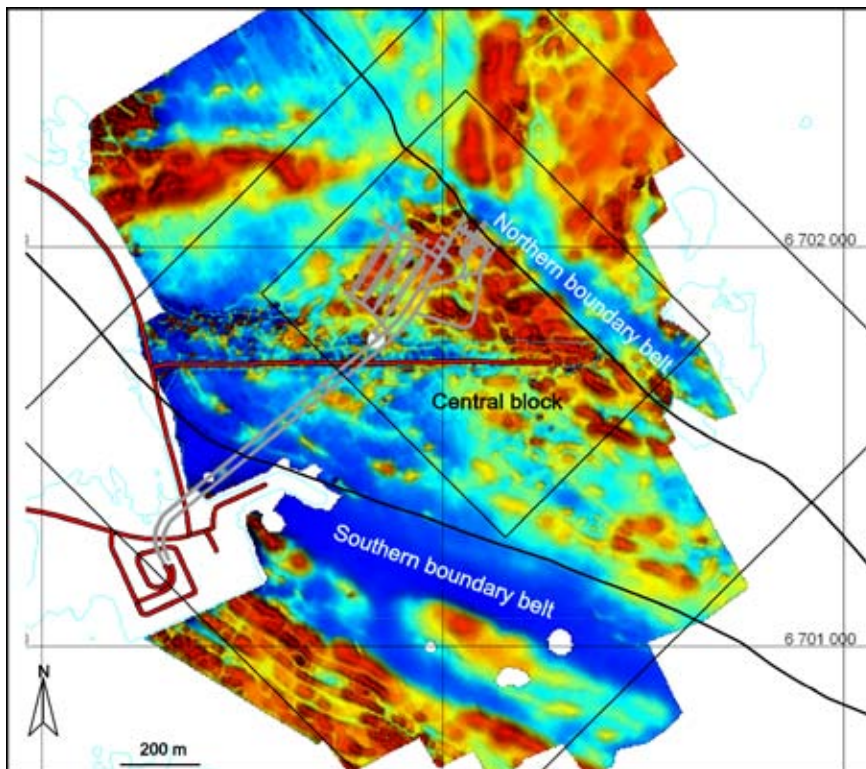 6 702 000
Northern boundary belt
Central block
Southern boundary belt
6 701 000
N
200 m